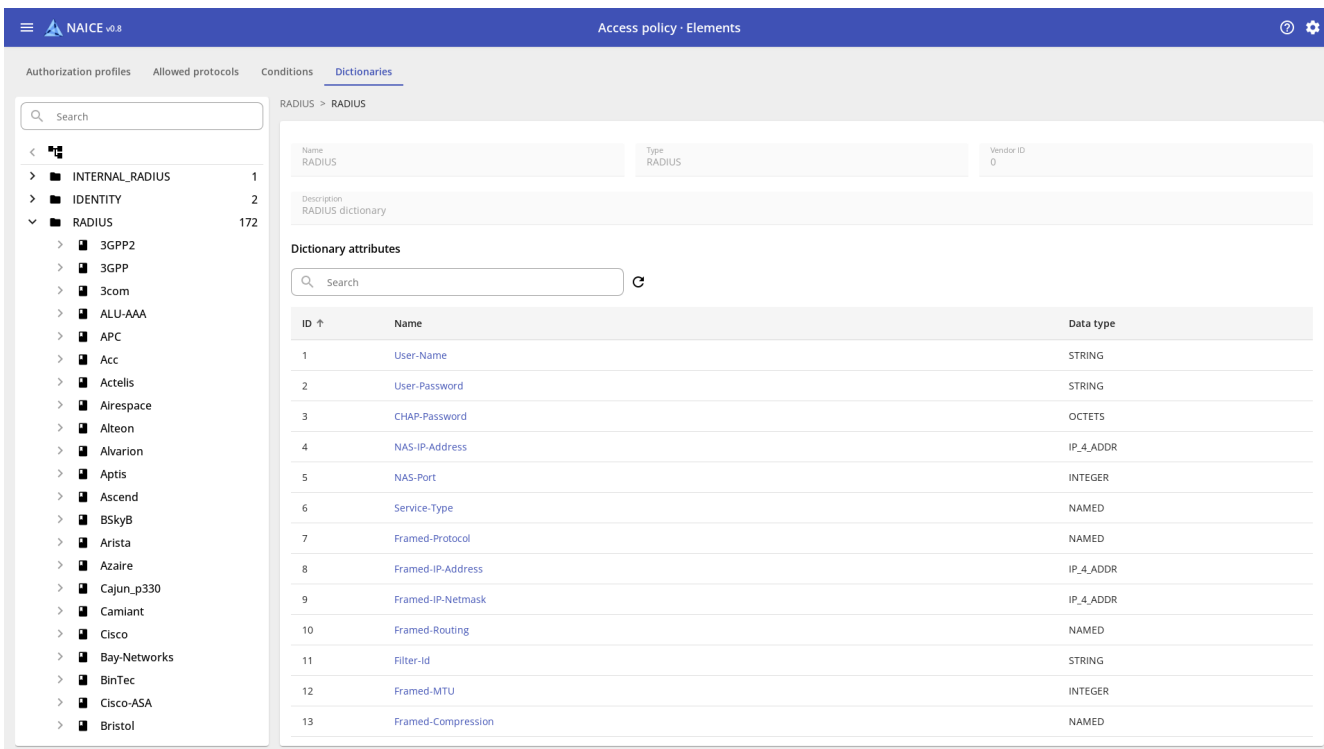 NAICE v0.8
Access policy · Elements
Authorization profiles Allowed protocols Conditions Dictionaries
Search
INTERNAL_RADIUS 1
IDENTITY 2
RADIUS 172
3GPP2
3GPP
3com
ALU-AAA
APC
Acc
Actelis
Airespace
Alteon
Alvarion
Aptis
Ascend
BSkyB
Arista
Azaire
Cajun_p330
Camiant
Cisco
Bay-Networks
BinTec
Cisco-ASA
Bristol
RADIUS > RADIUS
Name Type Vendor ID
RADIUS RADIUS 0
Description
RADIUS dictionary
Dictionary attributes
Search
ID Name Data type
1 User-Name STRING
2 User-Password STRING
3 CHAP-Password OCTETS
4 NAS-IP-Address IP_4_ADDR
5 NAS-Port INTEGER
6 Service-Type NAMED
7 Framed-Protocol NAMED
8 Framed-IP-Address IP_4_ADDR
9 Framed-IP-Netmask IP_4_ADDR
10 Framed-Routing NAMED
11 Filter-Id STRING
12 Framed-MTU INTEGER
13 Framed-Compression NAMED